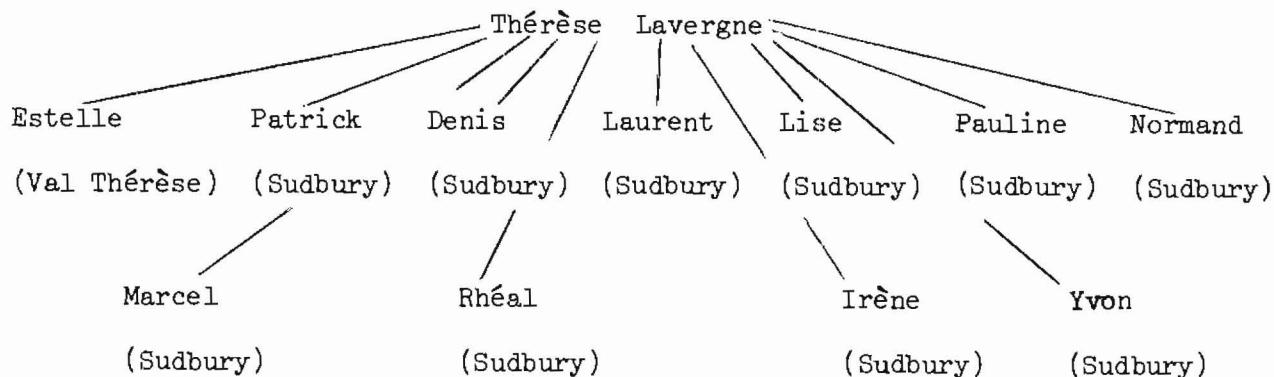 Thérèse Lavergne
Estelle Patrick Denis Laurent Lise Pauline Normand
(Val Thérèse) (Sudbury) (Sudbury) (Sudbury) (Sudbury) (Sudbury) (Sudbury)
Marcel Rhéal Irène Yvon
(Sudbury) (Sudbury) (Sudbury) (Sudbury)